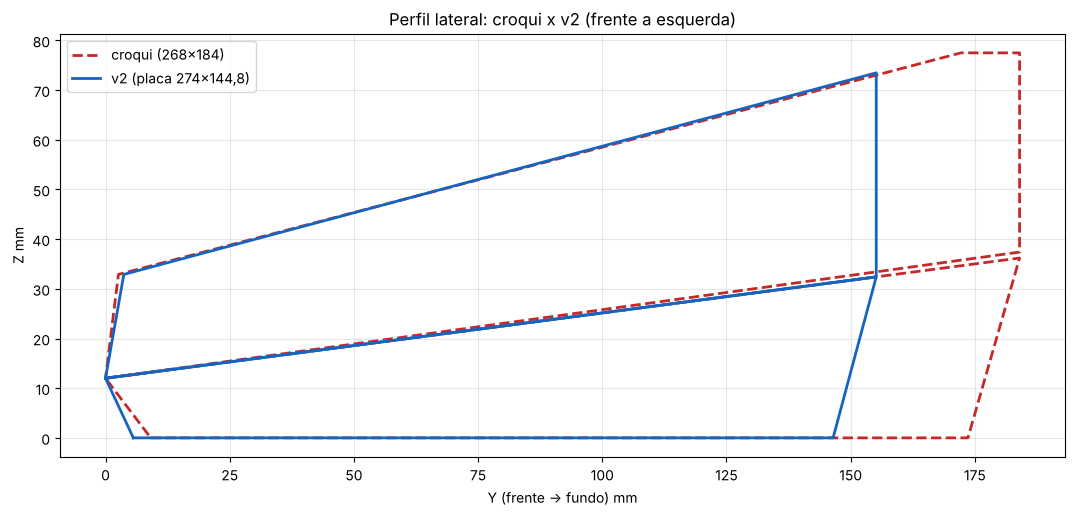 Perfil lateral: croqui x v2 (frente a esquerda)
croqui (268×184)
v2 (placa 274×144,8)
80
70
60
50
40
30
20
10
0
Z mm
0 25 50 75 100 125 150 175
Y (frente → fundo) mm